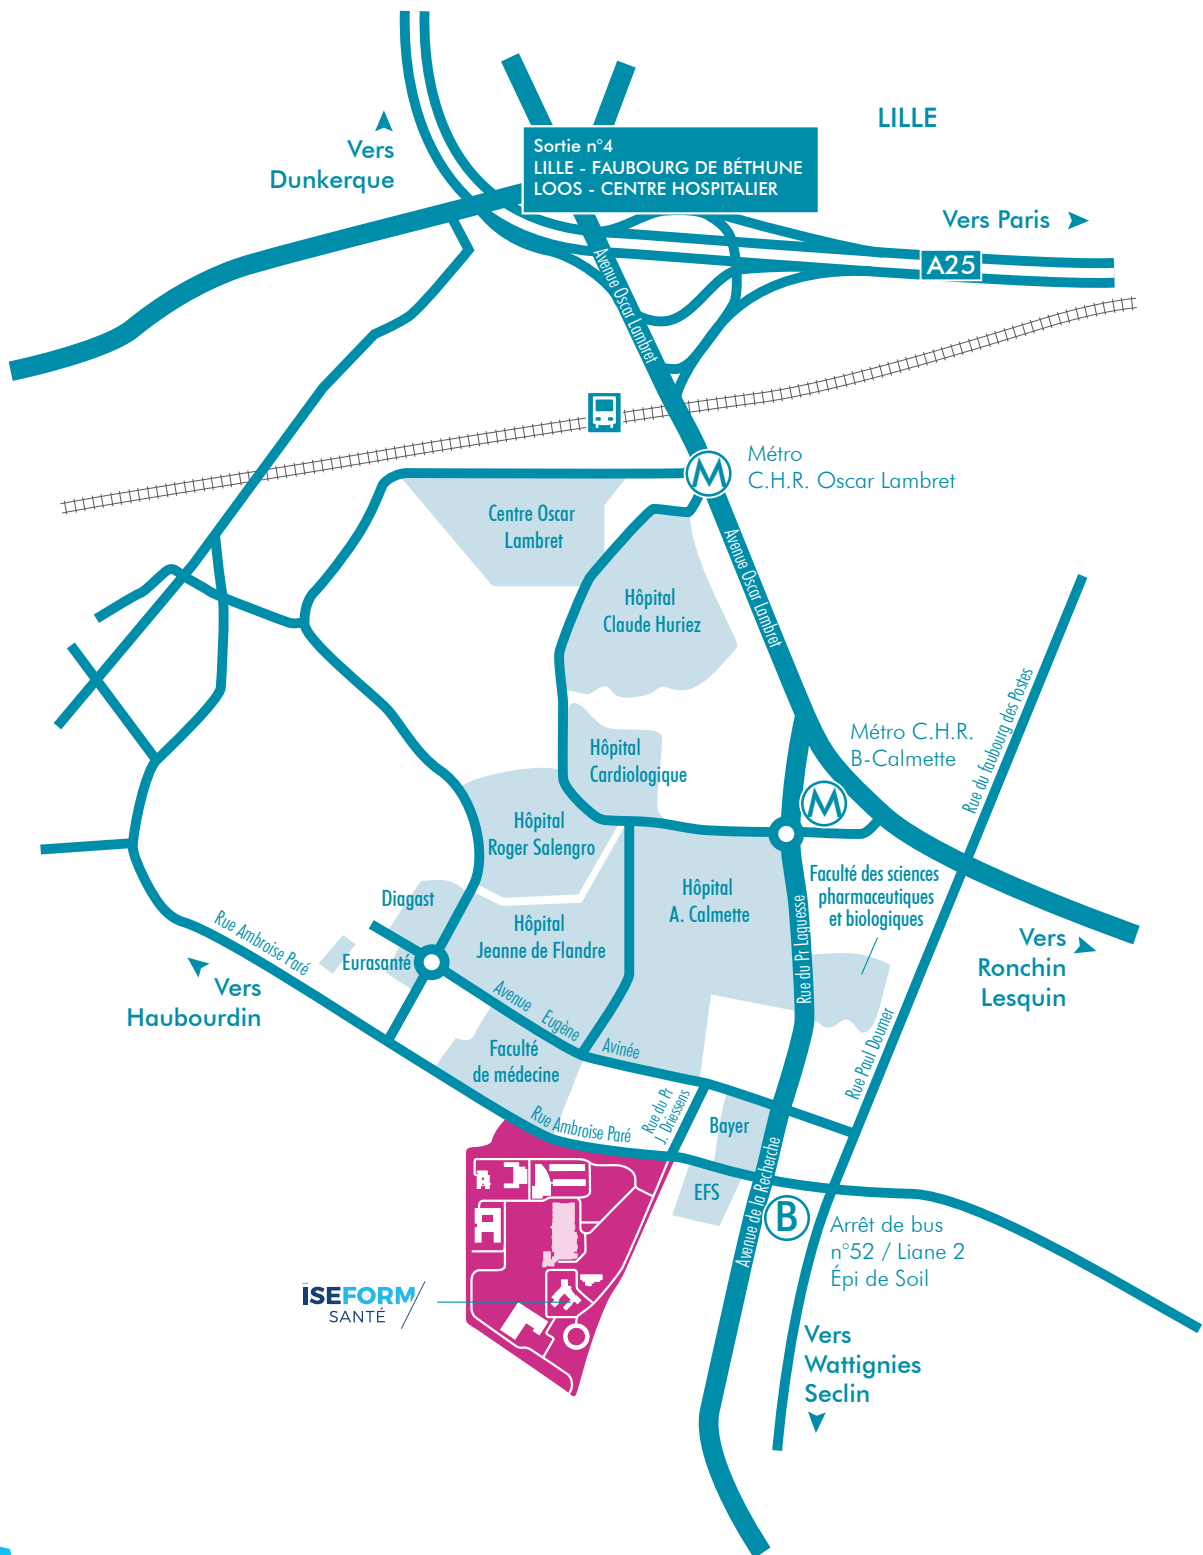 LILLE
Vers
Dunkerque
Sortie n°4
LILLE - FAUBOURG DE BÉTHUNE
LOOS - CENTRE HOSPITALIER
Vers Paris
A25
Avenue Oscar Lambret
M
Métro
C.H.R. Oscar Lambret
Centre Oscar
Lambret
Avenue Oscar Lambret
Hôpital
Claude Huriez
Rue du faubourg des Postes
Métro C.H.R.
B-Calmette
M
Hôpital
Cardiologique
Hôpital
Roger Salengro
Hôpital
A. Calmette
Faculté des sciences
pharmaceutiques
et biologiques
Diagast
Rue Ambroise Paré
Eurasanté
Hôpital
Jeanne de Flandre
Rue du Pr Laguesse
Vers
Ronchin
Lesquin
Vers
Haubourdin
Avenue Eugène Avinée
Faculté
de médecine
Rue Paul Doumer
Rue Ambroise Paré
Rue du Pr
J. Driessens
Bayer
EFS
Avenue de la Recherche
B
Arrêt de bus
n°52 / Liane 2
Épi de Soil
ISEFORM
SANTÉ
Vers
Wattignies
Seclin